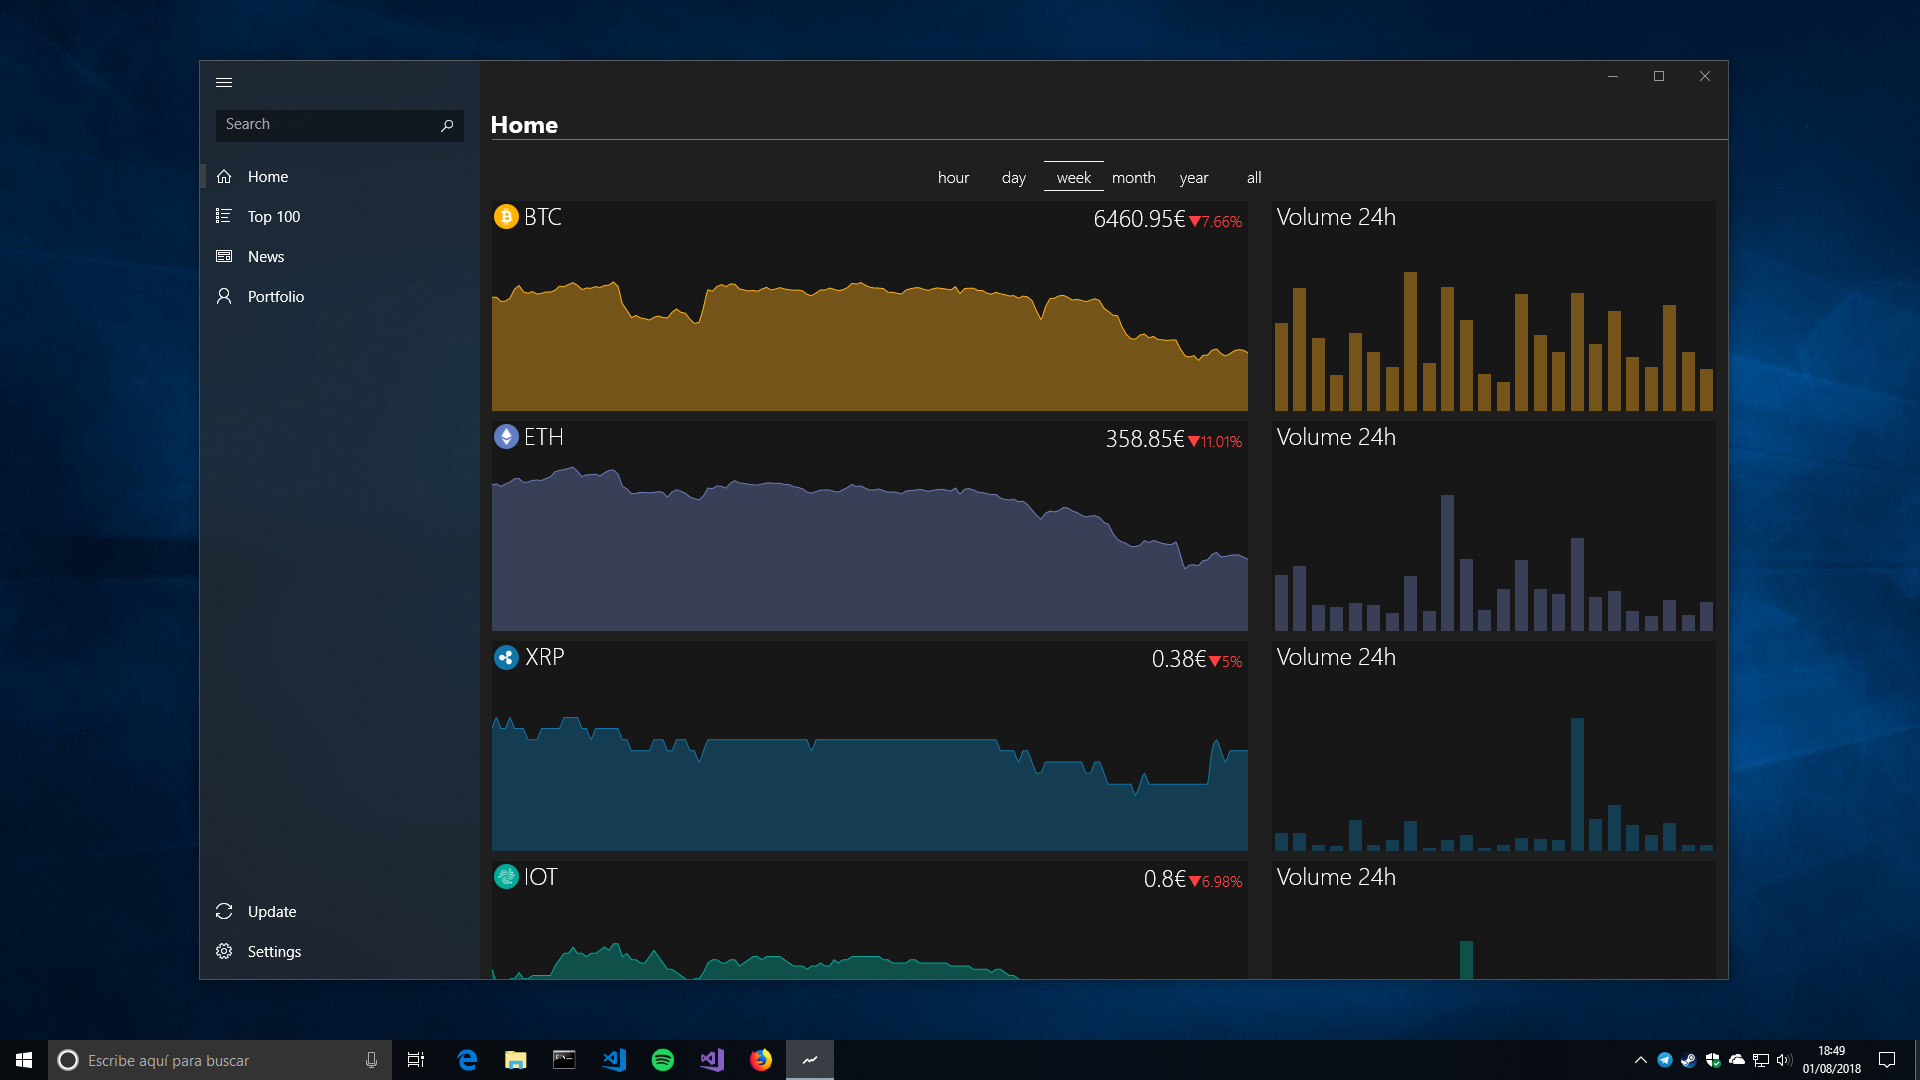 Search
Home
Top 100
News
Portfolio
Update
Settings
Home
hour day week month year all
BTC 6460.95€▼7.66%
Volume 24h
ETH 358.85€▼11.01%
Volume 24h
XRP 0.38€▼5%
Volume 24h
IOT 0.8€▼6.98%
Volume 24h
Escribe aquí para buscar
18:49
01/08/2018